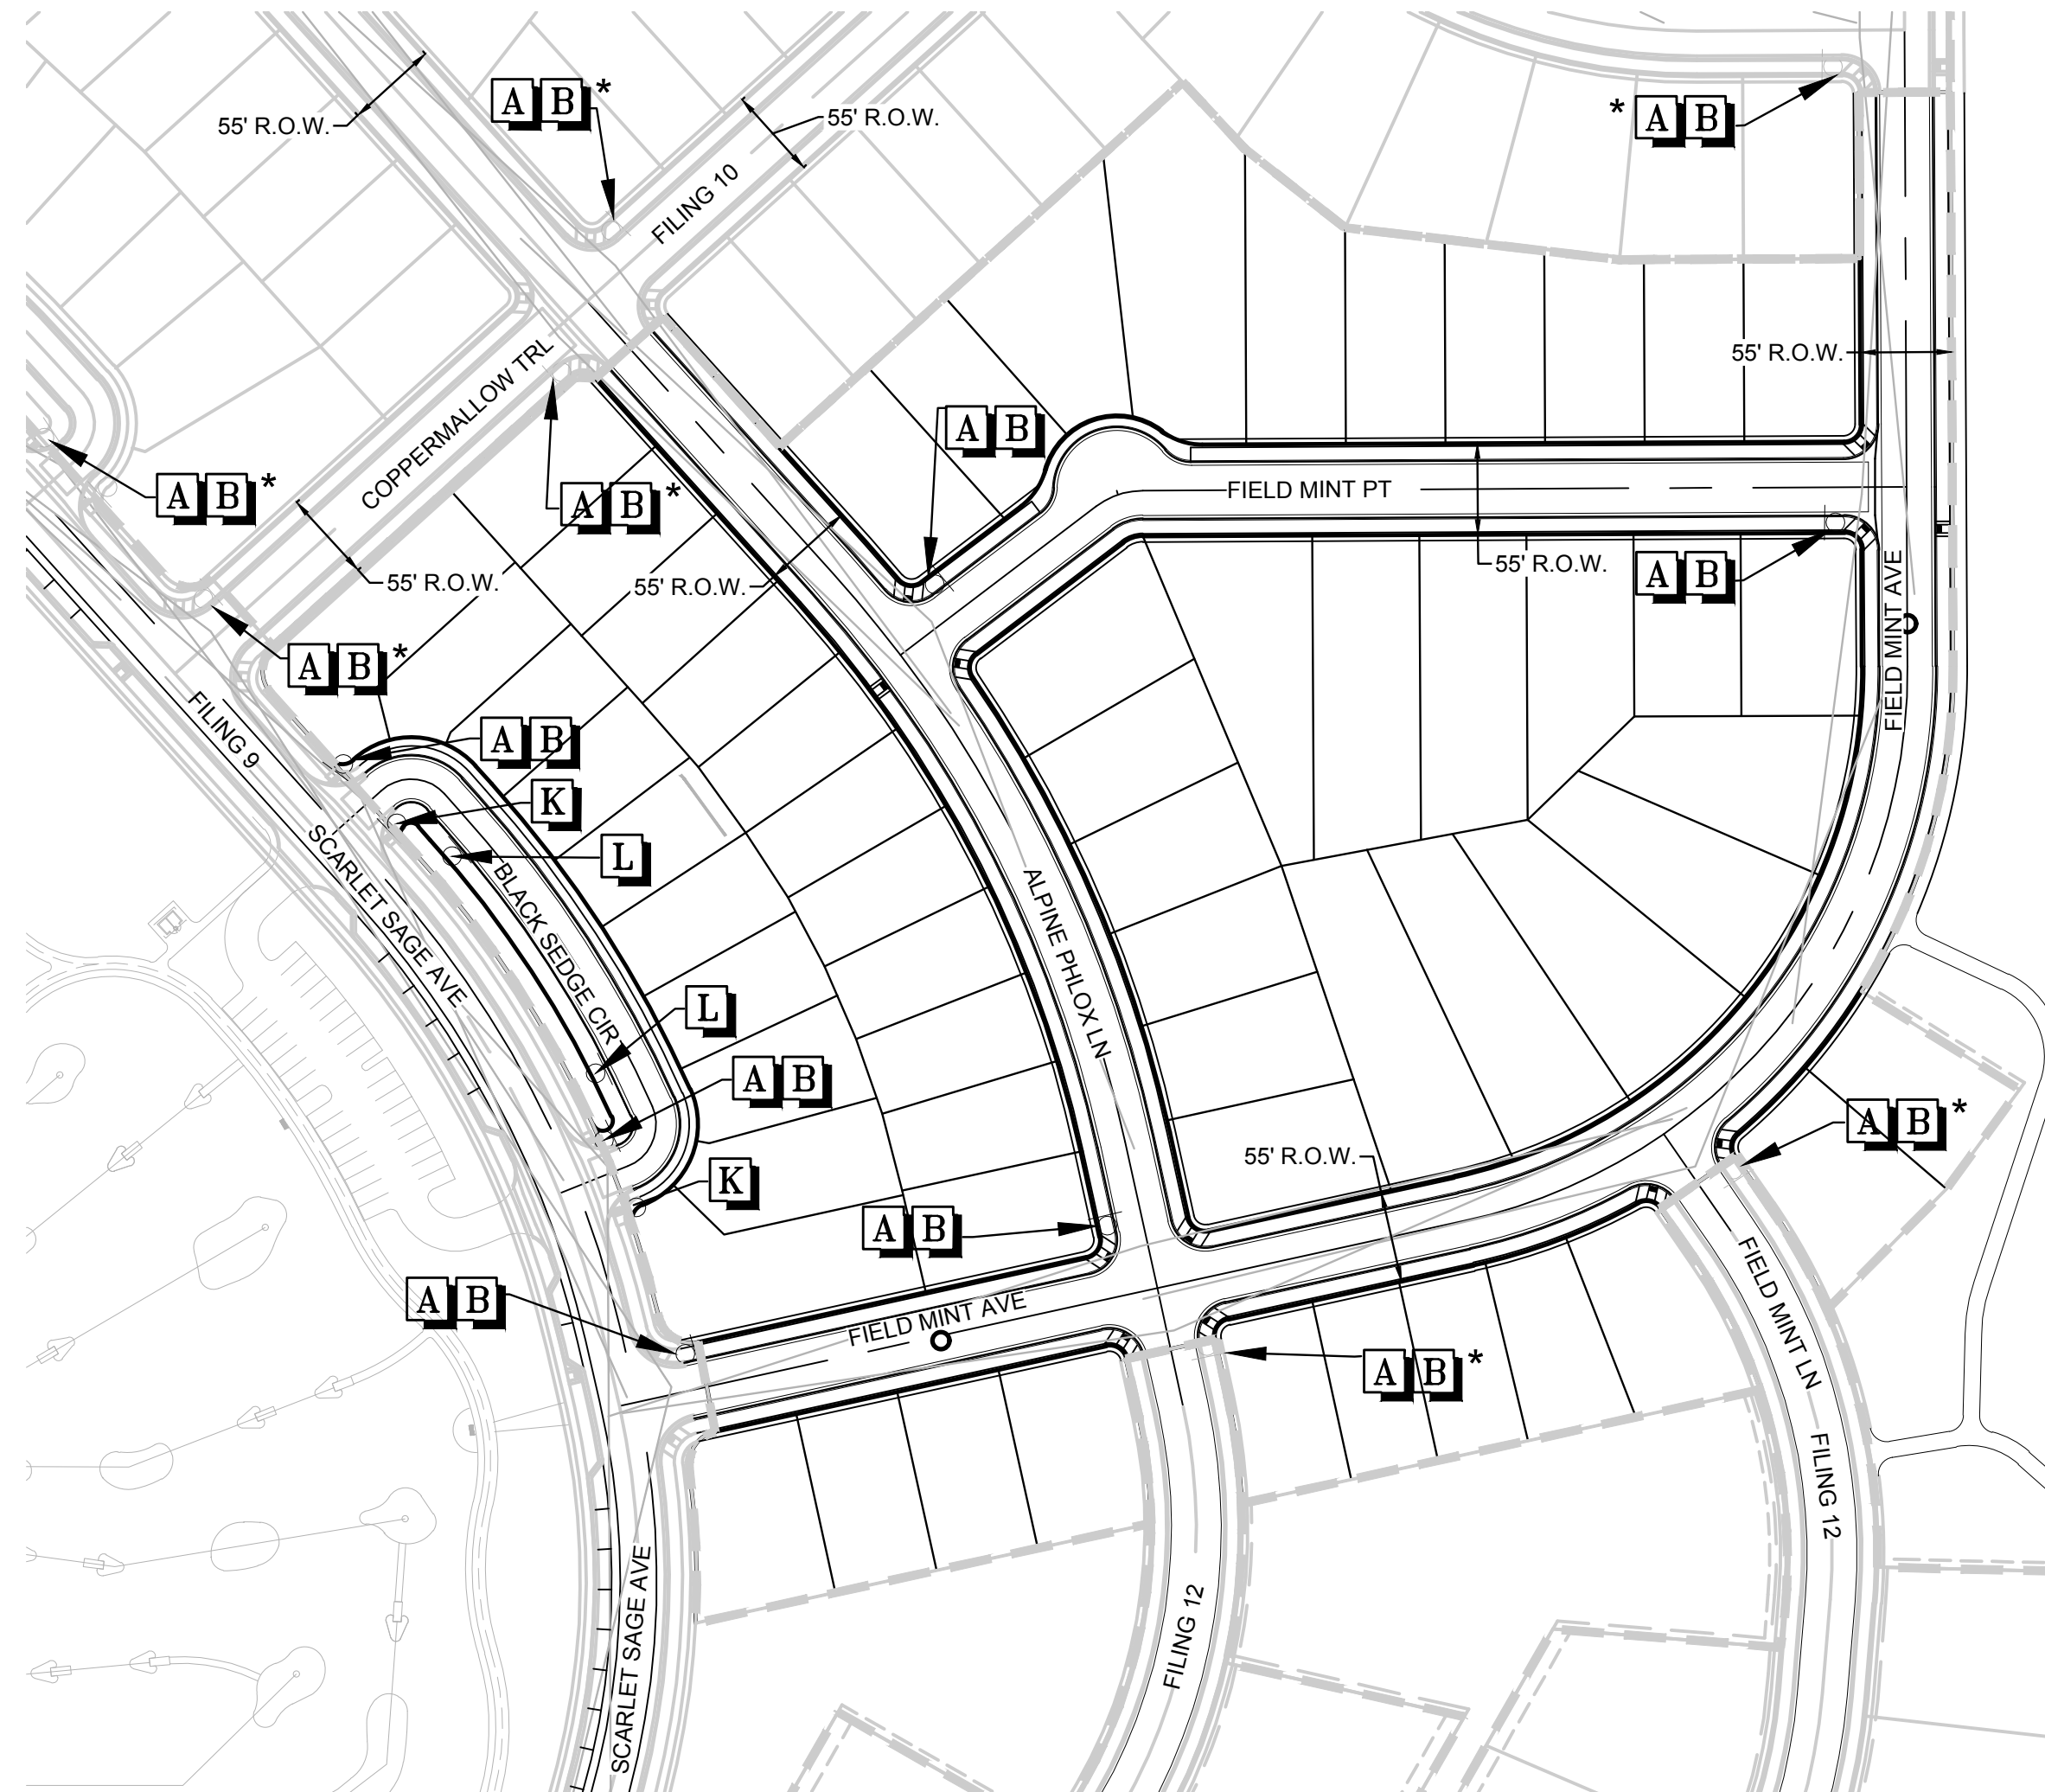 55' R.O.W.
A B *
55' R.O.W.
* A B
FILING 10
COPPERMALLOW TRL
55' R.O.W.
A B
A B *
A B *
FIELD MINT PT
55' R.O.W.
55' R.O.W.
55' R.O.W.
A B
FIELD MINT AVE
A B *
FILING 9
A B
K
L
SCARLET SAGE AVE
BLACK SEDGE CIR
ALPINE PHLOX LN
L
A B
K
A B *
55' R.O.W.
A B
A B
FIELD MINT AVE
FIELD MINT LN
A B *
FILING 12
SCARLET SAGE AVE
FILING 12